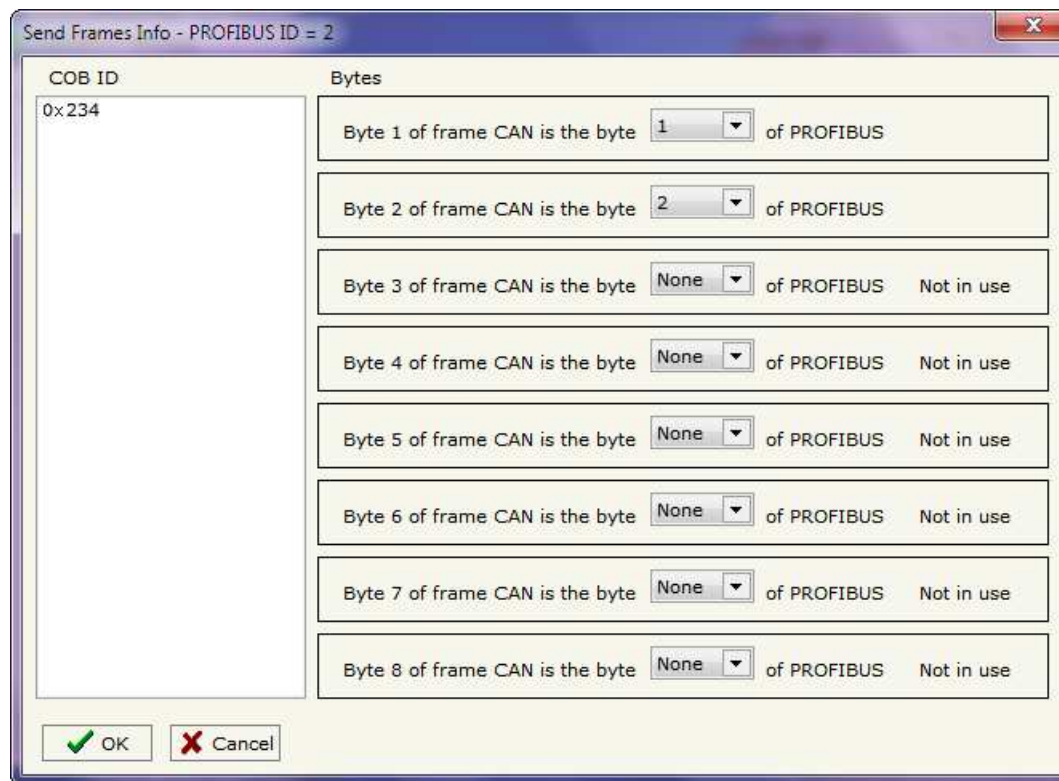 Send Frames Info - PROFIBUS ID = 2
COB ID
Bytes
0x234
Byte 1 of frame CAN is the byte 1 of PROFIBUS
Byte 2 of frame CAN is the byte 2 of PROFIBUS
Byte 3 of frame CAN is the byte None of PROFIBUS Not in use
Byte 4 of frame CAN is the byte None of PROFIBUS Not in use
Byte 5 of frame CAN is the byte None of PROFIBUS Not in use
Byte 6 of frame CAN is the byte None of PROFIBUS Not in use
Byte 7 of frame CAN is the byte None of PROFIBUS Not in use
Byte 8 of frame CAN is the byte None of PROFIBUS Not in use
OK
Cancel